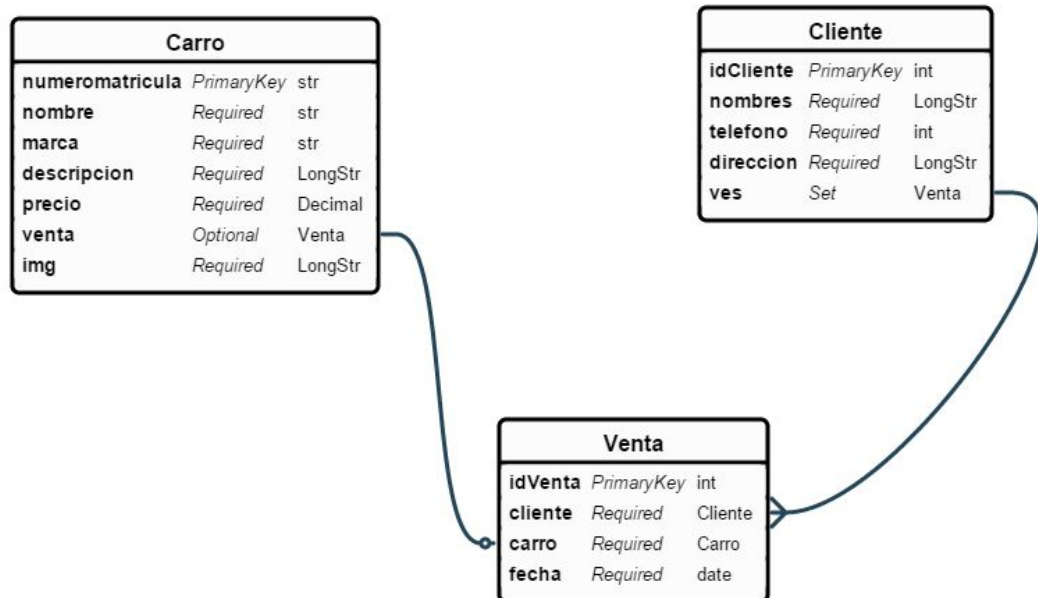 Carro
numeromatricula PrimaryKey str
nombre Required str
marca Required str
descripcion Required LongStr
precio Required Decimal
venta Optional Venta
img Required LongStr
Cliente
idCliente PrimaryKey int
nombres Required LongStr
telefono Required int
direccion Required LongStr
ves Set Venta
Venta
idVenta PrimaryKey int
cliente Required Cliente
carro Required Carro
fecha Required date